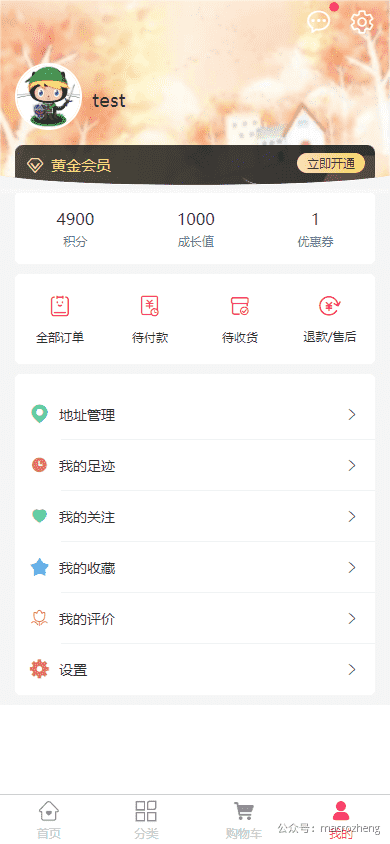 test
黄金会员
立即开通
4900
1000
1
积分
成长值
优惠券
全部订单
待付款
待收货
退款/售后
地址管理
我的足迹
我的关注
我的收藏
我的评价
设置
首页
分类
购物车
我的
公众号：macrozheng